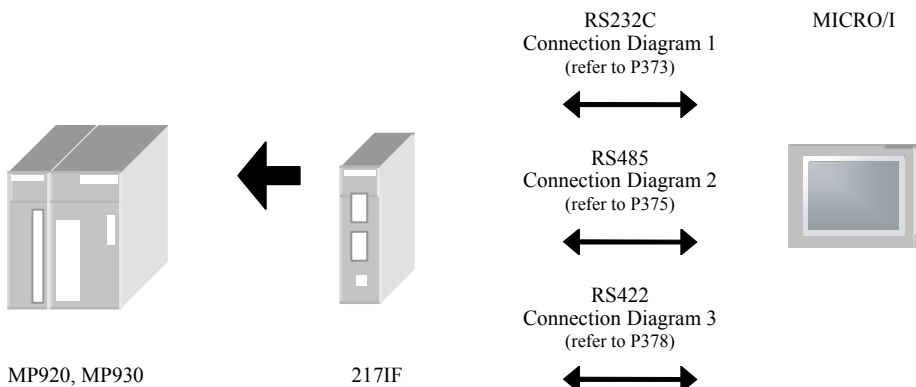 RS232C
Connection Diagram 1
(refer to P373)
MICRO/I
RS485
Connection Diagram 2
(refer to P375)
RS422
Connection Diagram 3
(refer to P378)
MP920, MP930
217IF